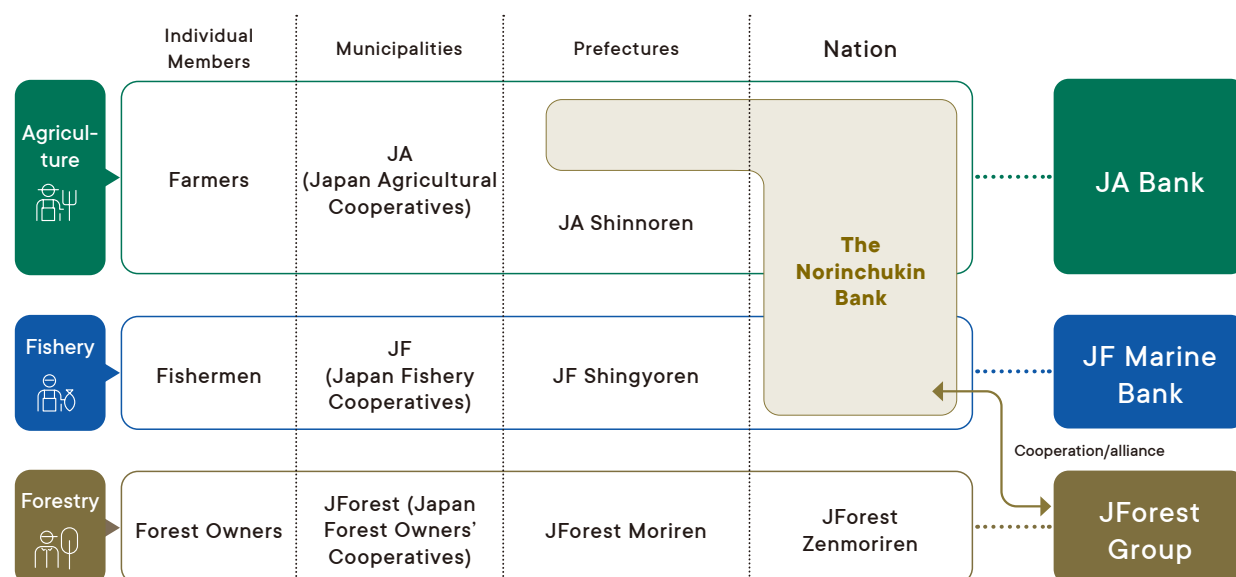 Individual
Members
Municipalities
Prefectures
Nation
Agricul-
ture
Farmers
JA
(Japan Agricultural
Cooperatives)
JA Shinnoren
The
Norinchukin
Bank
JA Bank
Fishery
Fishermen
JF
(Japan Fishery
Cooperatives)
JF Shingyoren
JF Marine
Bank
Cooperation/alliance
Forestry
Forest Owners
JForest (Japan
Forest Owners’
Cooperatives)
JForest Moriren
JForest
Zenmoriren
JForest
Group